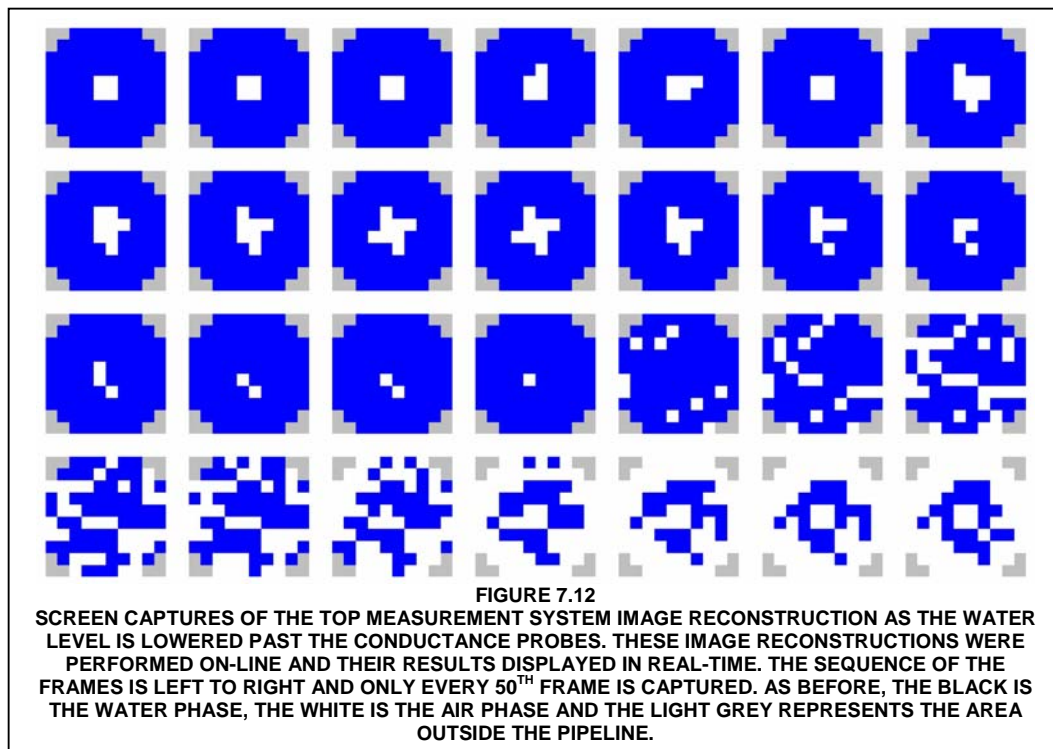 FIGURE 7.12
SCREEN CAPTURES OF THE TOP MEASUREMENT SYSTEM IMAGE RECONSTRUCTION AS THE WATER
LEVEL IS LOWERED PAST THE CONDUCTANCE PROBES. THESE IMAGE RECONSTRUCTIONS WERE
PERFORMED ON-LINE AND THEIR RESULTS DISPLAYED IN REAL-TIME. THE SEQUENCE OF THE
FRAMES IS LEFT TO RIGHT AND ONLY EVERY 50TH FRAME IS CAPTURED. AS BEFORE, THE BLACK IS
THE WATER PHASE, THE WHITE IS THE AIR PHASE AND THE LIGHT GREY REPRESENTS THE AREA
OUTSIDE THE PIPELINE.